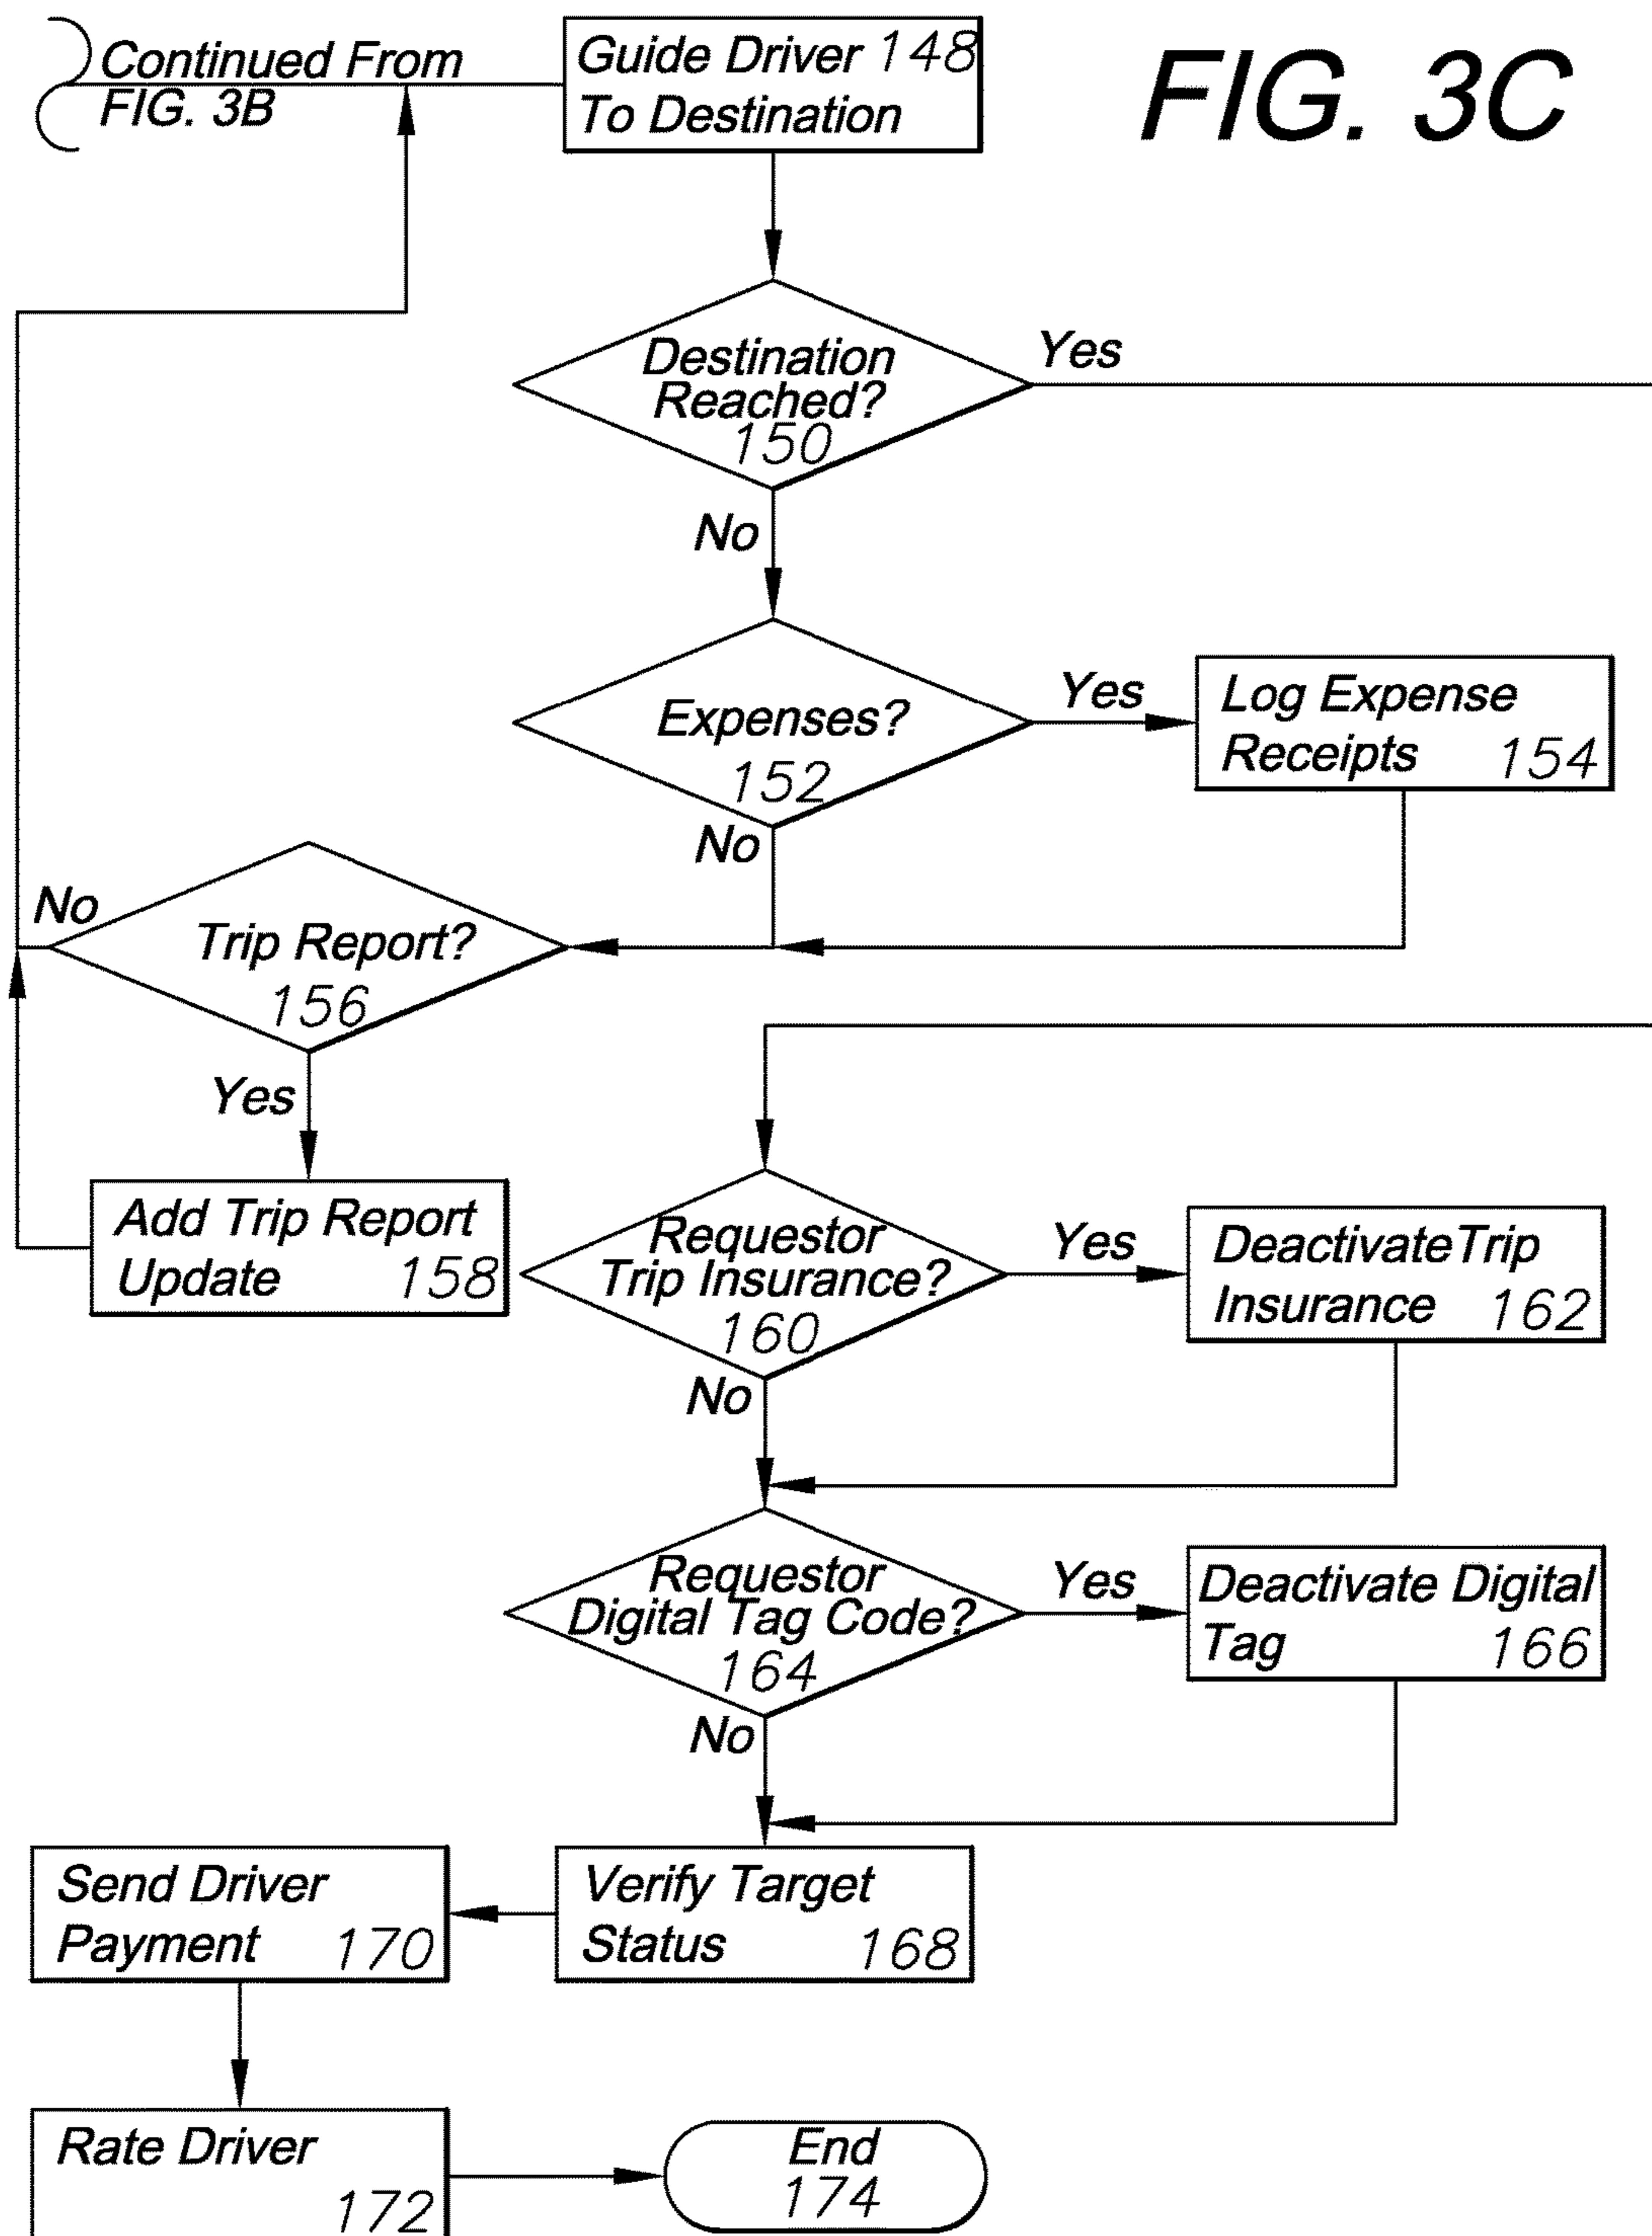 Continued From
FIG. 3B
Guide Driver 148
To Destination
FIG. 3C
Destination
Reached?
150
Yes
No
Expenses?
152
Yes
Log Expense
Receipts 154
No
No
Trip Report?
156
Yes
Add Trip Report
Update 158
Requestor
Trip Insurance?
160
Yes
Deactivate Trip
Insurance 162
No
Requestor
Digital Tag Code?
164
Yes
Deactivate Digital
Tag 166
No
Send Driver
Payment 170
Verify Target
Status 168
Rate Driver
172
End
174